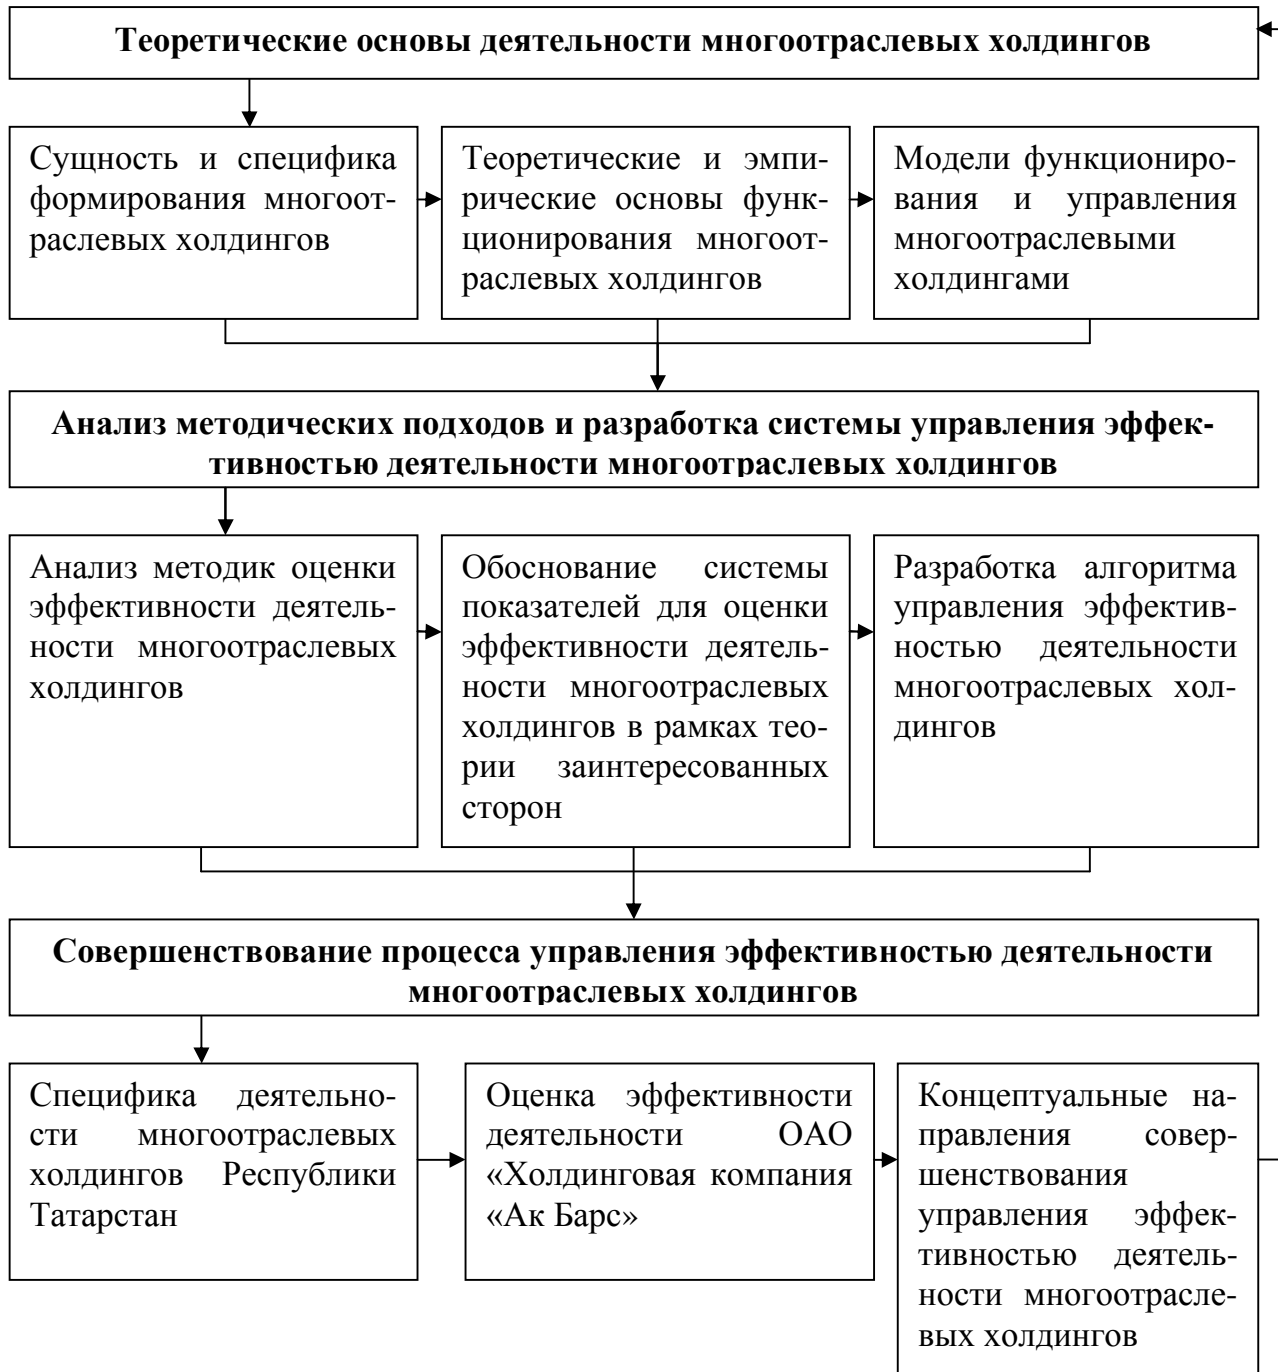 Теоретические основы деятельности многоотраслевых холдингов
Сущность и специфика
формирования многоот-
раслевых холдингов
Теоретические и эмпи-
рические основы функ-
ционирования многоот-
раслевых холдингов
Модели функциониро-
вания и управления
многоотраслевыми
холдингами
Анализ методических подходов и разработка системы управления эффек-
тивностью деятельности многоотраслевых холдингов
Анализ методик оценки
эффективности деятель-
ности многоотраслевых
холдингов
Обоснование системы
показателей для оценки
эффективности деятель-
ности многоотраслевых
холдингов в рамках тео-
рии заинтересованных
сторон
Разработка алгоритма
управления эффектив-
ностью деятельности
многоотраслевых хол-
дингов
Совершенствование процесса управления эффективностью деятельности
многоотраслевых холдингов
Специфика деятельно-
сти многоотраслевых
холдингов Республики
Татарстан
Оценка эффективности
деятельности ОАО
«Холдинговая компания
«Ак Барс»
Концептуальные на-
правления совер-
шенствования
управления эффек-
тивностью деятель-
ности многоотрасле-
вых холдингов